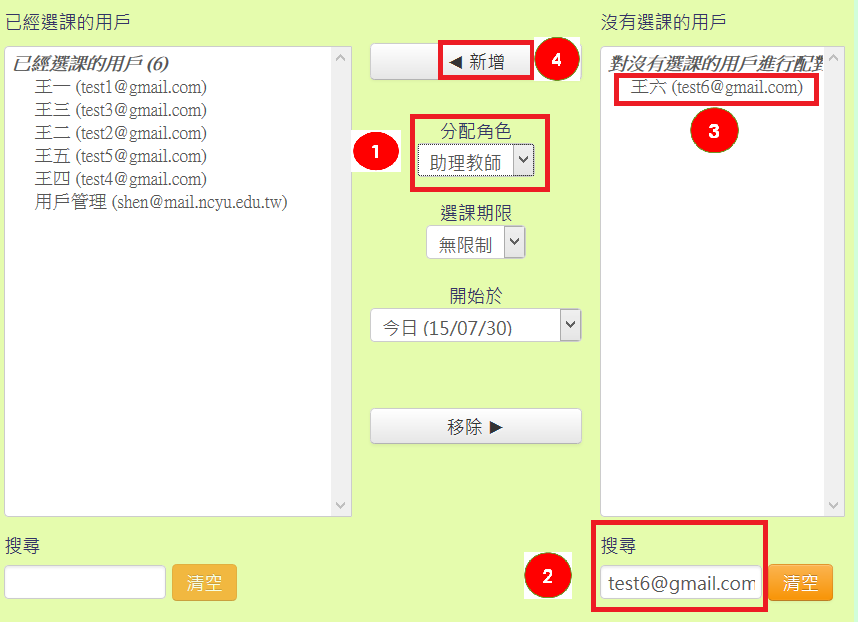 已經選課的用戶
已經選課的用戶 (6)
王一 (test1@gmail.com)
王三 (test3@gmail.com)
王二 (test2@gmail.com)
王五 (test5@gmail.com)
王四 (test4@gmail.com)
用戶管理 (shen@mail.ncyu.edu.tw)
搜尋
清空
◄ 新增
4
1
分配角色
助理教師
選課期限
無限制
開始於
今日 (15/07/30)
移除 ►
沒有選課的用戶
對沒有選課的用戶進行配對
王六 (test6@gmail.com)
3
2
搜尋
test6@gmail.com
清空